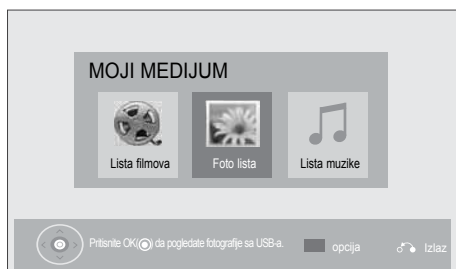 MOJI MEDIJUM
Lista filmova
Foto lista
Lista muzike
Pritisnite OK(◉) da pogledate fotografije sa USB-a.
opcija
Izlaz